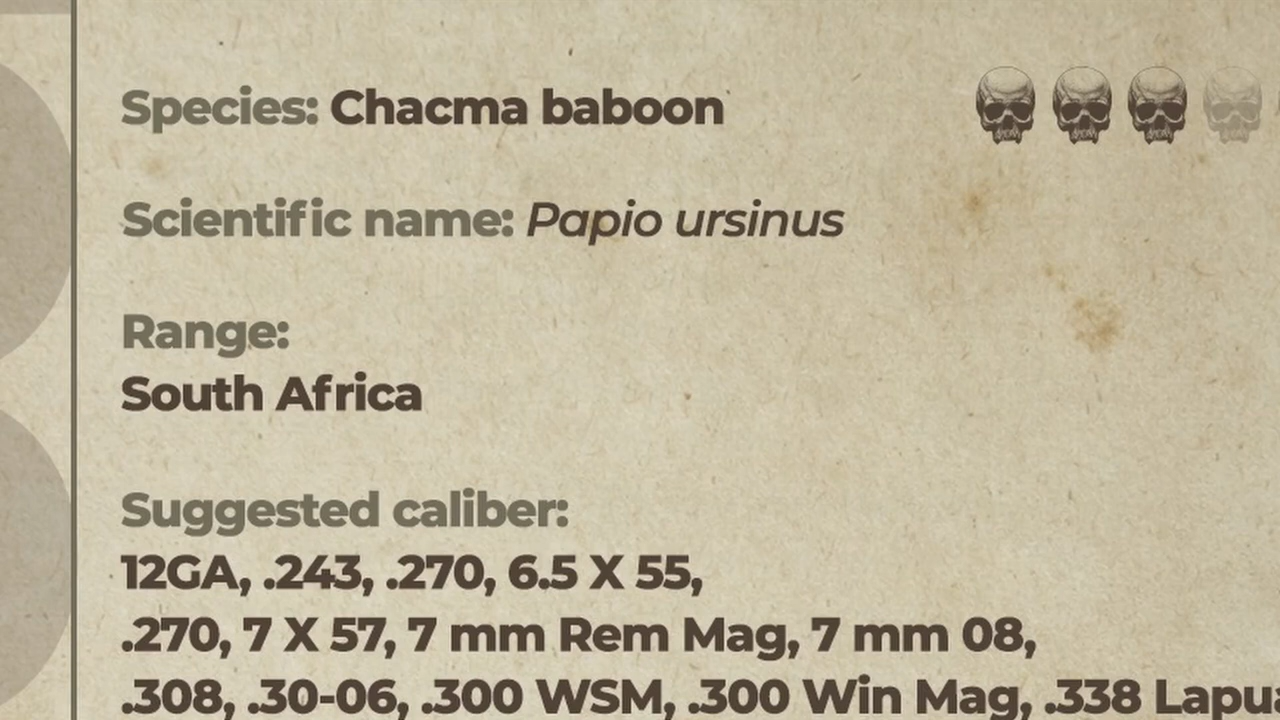 Species: Chacma baboon
Scientific name: Papio ursinus
Range:
South Africa
Suggested caliber:
12GA, .243, .270, 6.5 X 55,
.270, 7 X 57, 7 mm Rem Mag, 7 mm 08,
.308, .30-06, .300 WSM, .300 Win Mag, .338